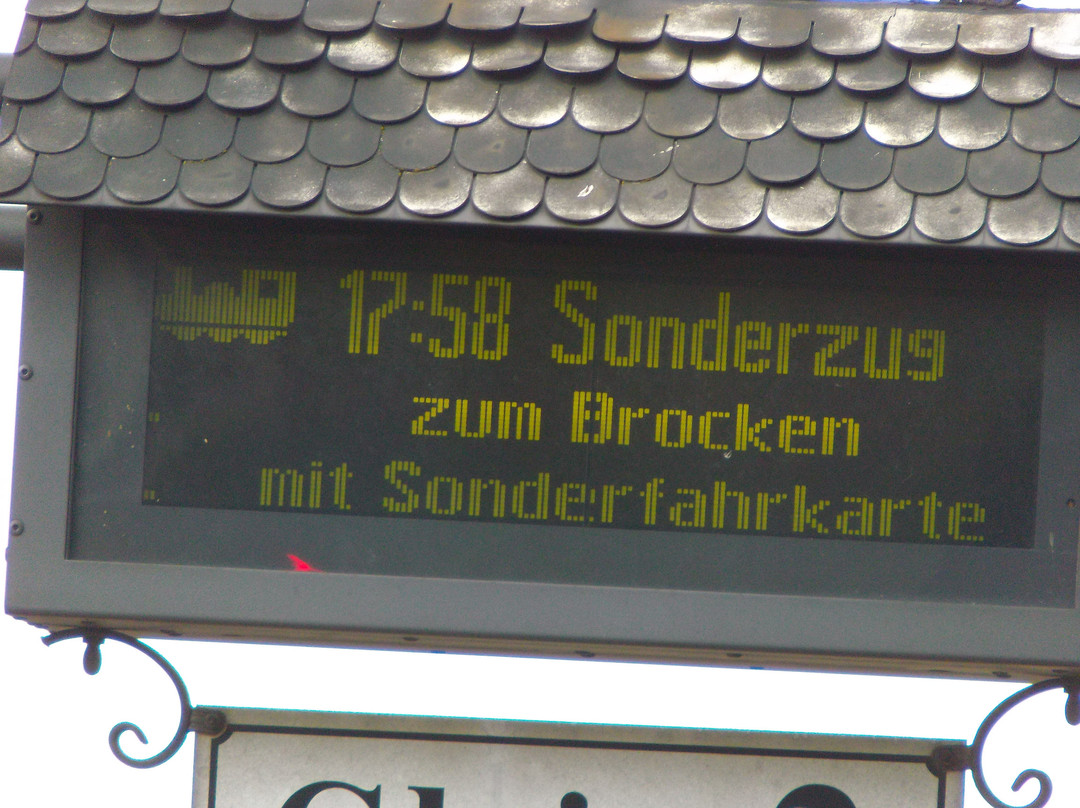 17:58 Sonderzug
zum Brocken
mit Sonderfahrkarte